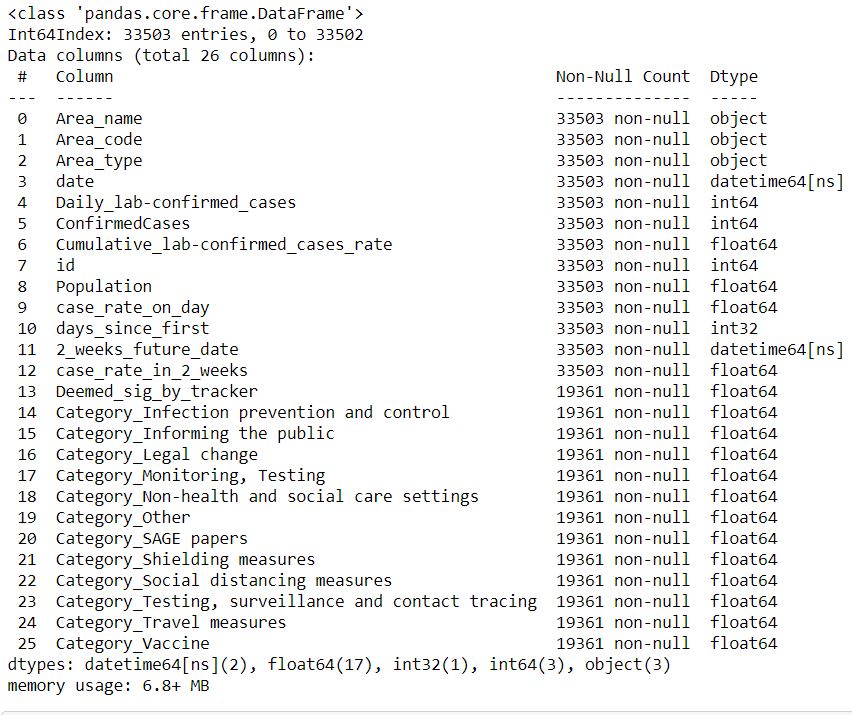 <class 'pandas.core.frame.DataFrame'>
Int64Index: 33503 entries, 0 to 33502
Data columns (total 26 columns):
 #   Column                                             Non-Null Count  Dtype
---  ------                                             --------------  -----
 0   Area_name                                          33503 non-null  object
 1   Area_code                                          33503 non-null  object
 2   Area_type                                          33503 non-null  object
 3   date                                               33503 non-null  datetime64[ns]
 4   Daily_lab-confirmed_cases                          33503 non-null  int64
 5   ConfirmedCases                                     33503 non-null  int64
 6   Cumulative_lab-confirmed_cases_rate                33503 non-null  float64
 7   id                                                 33503 non-null  int64
 8   Population                                         33503 non-null  float64
 9   case_rate_on_day                                   33503 non-null  float64
 10  days_since_first                                   33503 non-null  int32
 11  2_weeks_future_date                                33503 non-null  datetime64[ns]
 12  case_rate_in_2_weeks                               33503 non-null  float64
 13  Deemed_sig_by_tracker                              19361 non-null  float64
 14  Category_Infection prevention and control          19361 non-null  float64
 15  Category_Informing the public                      19361 non-null  float64
 16  Category_Legal change                              19361 non-null  float64
 17  Category_Monitoring, Testing                       19361 non-null  float64
 18  Category_Non-health and social care settings       19361 non-null  float64
 19  Category_Other                                     19361 non-null  float64
 20  Category_SAGE papers                               19361 non-null  float64
 21  Category_Shielding measures                        19361 non-null  float64
 22  Category_Social distancing measures                19361 non-null  float64
 23  Category_Testing, surveillance and contact tracing 19361 non-null  float64
 24  Category_Travel measures                           19361 non-null  float64
 25  Category_Vaccine                                   19361 non-null  float64
dtypes: datetime64[ns](2), float64(17), int32(1), int64(3), object(3)
memory usage: 6.8+ MB